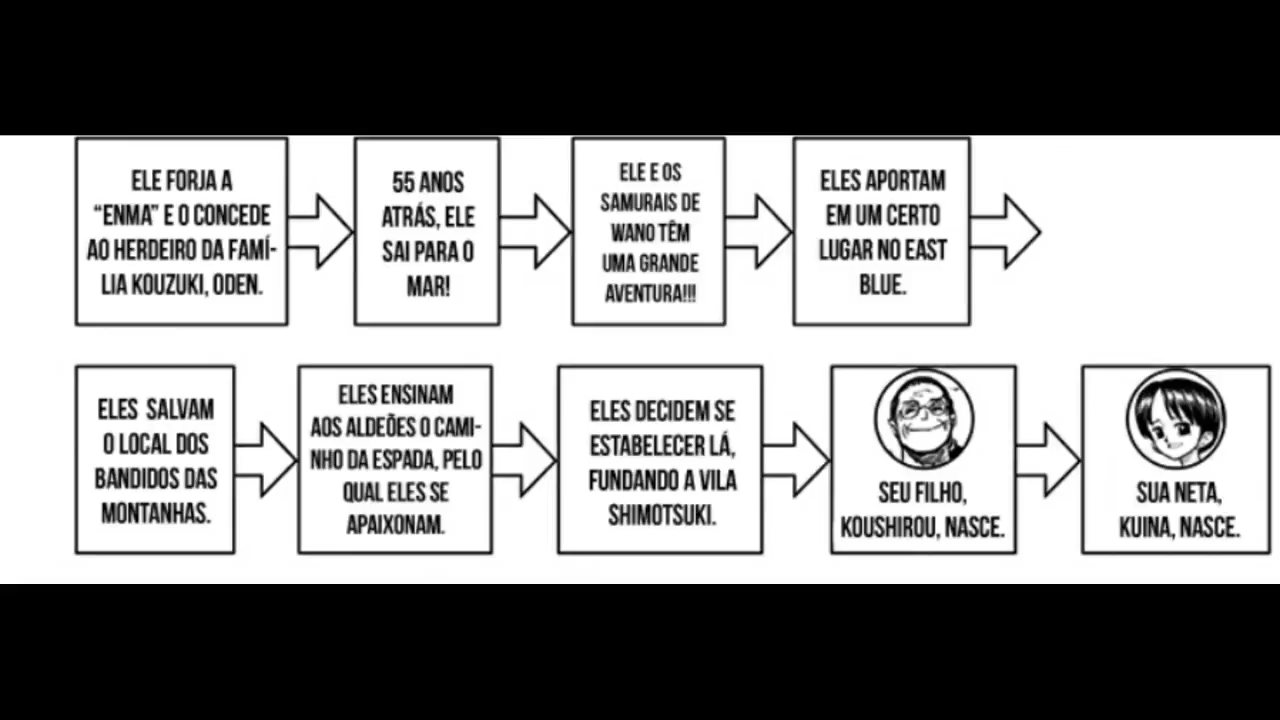 ELE FORJA A
“ENMA” E O CONCEDE
AO HERDEIRO DA FAMÍ-
LIA KOUZUKI, ODEN.
55 ANOS
ATRÁS, ELE
SAI PARA O
MAR!
ELE E OS
SAMURAIS DE
WANO TÊM
UMA GRANDE
AVENTURA!!!
ELES APORTAM
EM UM CERTO
LUGAR NO EAST
BLUE.
ELES SALVAM
O LOCAL DOS
BANDIDOS DAS
MONTANHAS.
ELES ENSINAM
AOS ALDEÕES O CAMI-
NHO DA ESPADA, PELO
QUAL ELES SE
APAIXONAM.
ELES DECIDEM SE
ESTABELECER LÁ,
FUNDANDO A VILA
SHIMOTSUKI.
SEU FILHO,
KOUSHIROU, NASCE.
SUA NETA,
KUINA, NASCE.